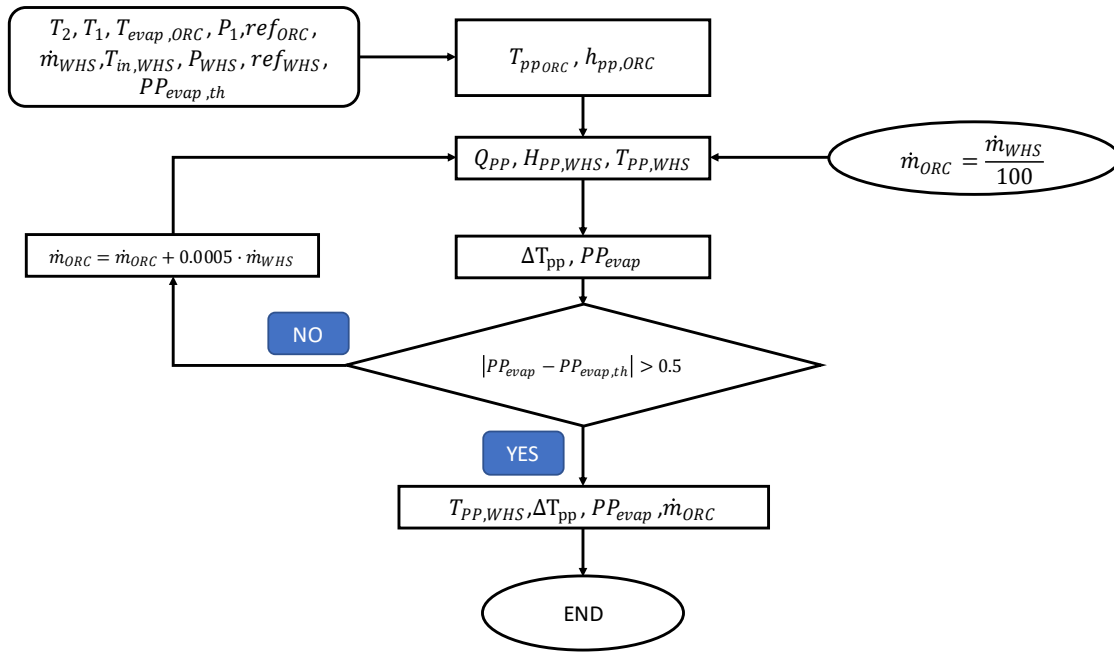 T₂, T₁, T_{evap,ORC}, P₁,ref_{ORC},
ṁ_{WHS},T_{in,WHS}, P_{WHS}, ref_{WHS},
PP_{evap,th}
T_{pp_{ORC}}, h_{pp,ORC}
Q_{PP}, H_{PP,WHS}, T_{PP,WHS}
ṁ_{ORC} = ṁ_{WHS}/100
ṁ_{ORC} = ṁ_{ORC} + 0.0005 · ṁ_{WHS}
ΔT_{pp}, PP_{evap}
NO
|PP_{evap} − PP_{evap,th}| > 0.5
YES
T_{PP,WHS},ΔT_{pp}, PP_{evap} ,ṁ_{ORC}
END